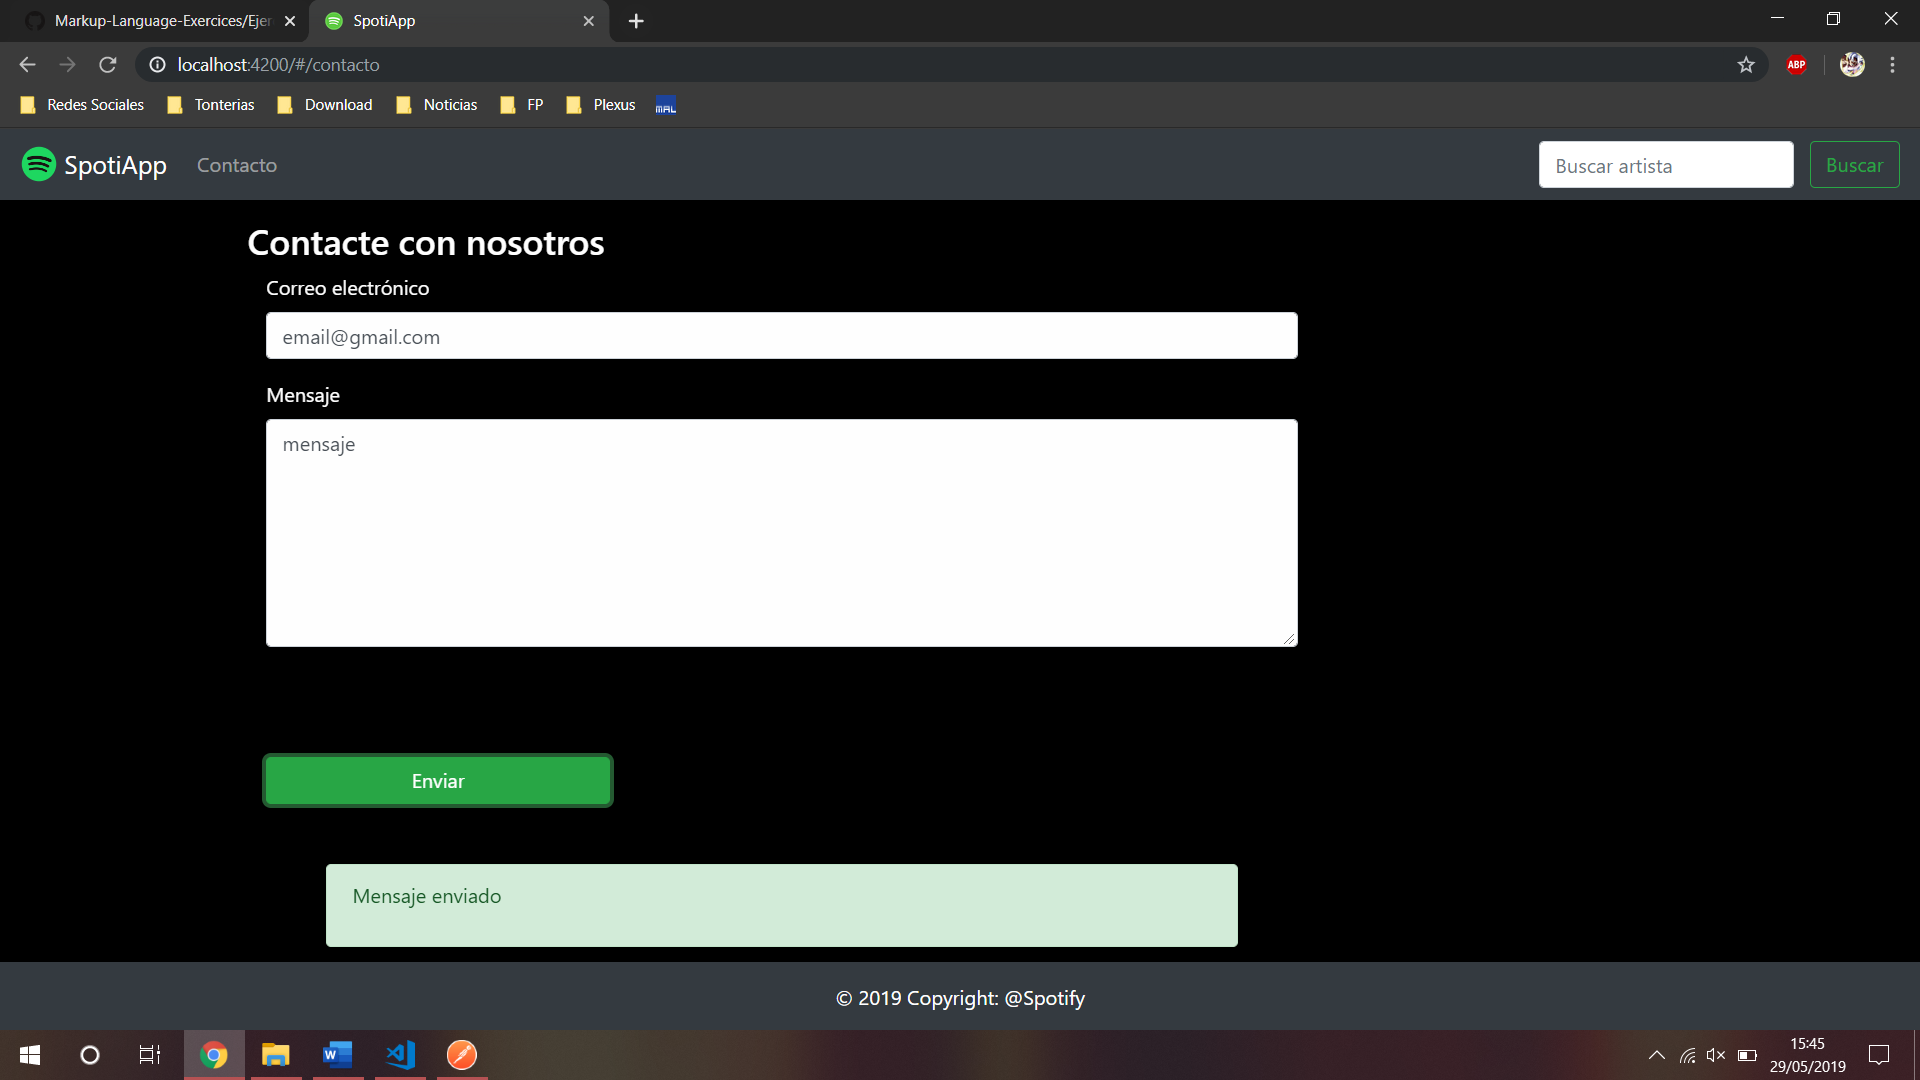 Markup-Language-Exercices/Ejer
SpotiApp
localhost:4200/#/contacto
ABP
Redes Sociales
Tonterias
Download
Noticias
FP
Plexus
MAL
SpotiApp
Contacto
Buscar artista
Buscar
Contacte con nosotros
Correo electrónico
email@gmail.com
Mensaje
mensaje
Enviar
Mensaje enviado
© 2019 Copyright: @Spotify
W
15:45
29/05/2019